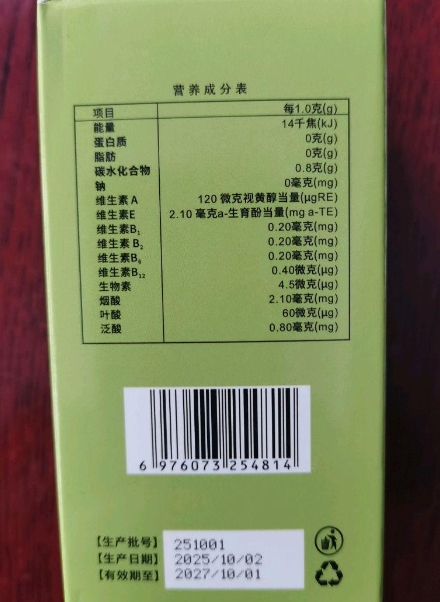 营养成分表
项目 每1.0克(g)
能量 14千焦(kJ)
蛋白质 0克(g)
脂肪 0克(g)
碳水化合物 0.8克(g)
钠 0毫克(mg)
维生素A 120 微克视黄醇当量(μgRE)
维生素E 2.10 毫克a-生育酚当量(mg a-TE)
维生素B₁ 0.20毫克(mg)
维生素 B₂ 0.20毫克(mg)
维生素B₆ 0.20毫克(mg)
维生素B₁₂ 0.40微克(μg)
生物素 4.5微克(μg)
烟酸 2.10毫克(mg)
叶酸 60微克(μg)
泛酸 0.80毫克(mg)
6 976073 254814
【生产批号】 251001
【生产日期】 2025/10/02
【有效期至】 2027/10/01